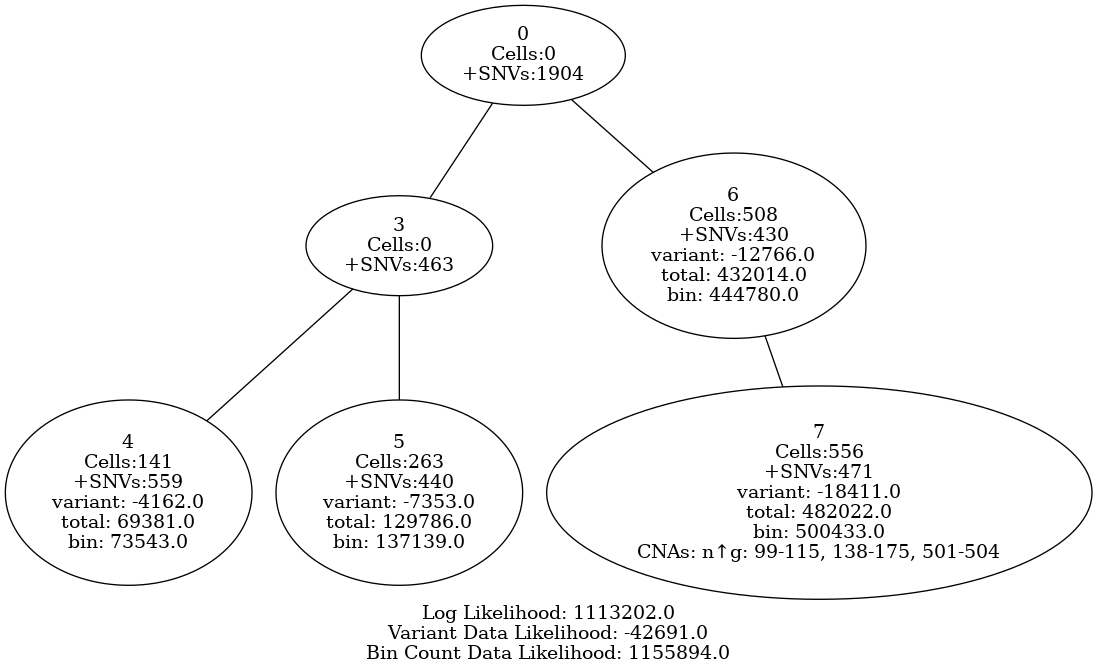 0
Cells:0
+SNVs:1904
6
Cells:508
+SNVs:430
variant: -12766.0
total: 432014.0
bin: 444780.0
3
Cells:0
+SNVs:463
4
Cells:141
+SNVs:559
variant: -4162.0
total: 69381.0
bin: 73543.0
5
Cells:263
+SNVs:440
variant: -7353.0
total: 129786.0
bin: 137139.0
7
Cells:556
+SNVs:471
variant: -18411.0
total: 482022.0
bin: 500433.0
CNAs: n↑g: 99-115, 138-175, 501-504
Log Likelihood: 1113202.0
Variant Data Likelihood: -42691.0
Bin Count Data Likelihood: 1155894.0